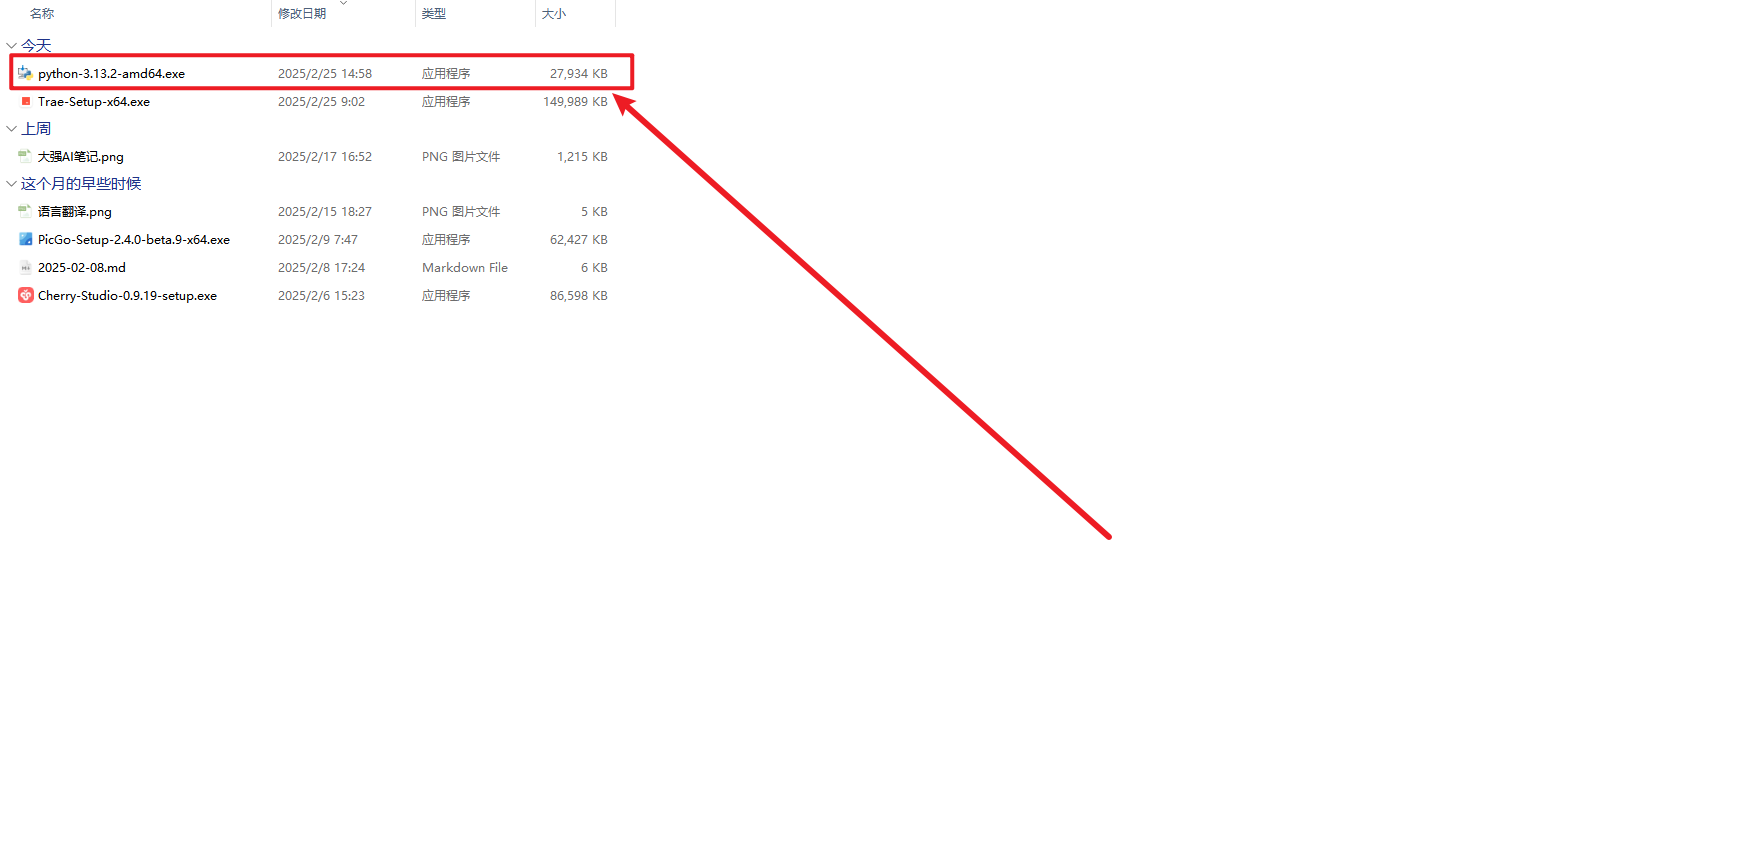 名称 修改日期 类型 大小
今天
python-3.13.2-amd64.exe 2025/2/25 14:58 应用程序 27,934 KB
Trae-Setup-x64.exe 2025/2/25 9:02 应用程序 149,989 KB
上周
大强AI笔记.png 2025/2/17 16:52 PNG 图片文件 1,215 KB
这个月的早些时候
语言翻译.png 2025/2/15 18:27 PNG 图片文件 5 KB
PicGo-Setup-2.4.0-beta.9-x64.exe 2025/2/9 7:47 应用程序 62,427 KB
2025-02-08.md 2025/2/8 17:24 Markdown File 6 KB
Cherry-Studio-0.9.19-setup.exe 2025/2/6 15:23 应用程序 86,598 KB